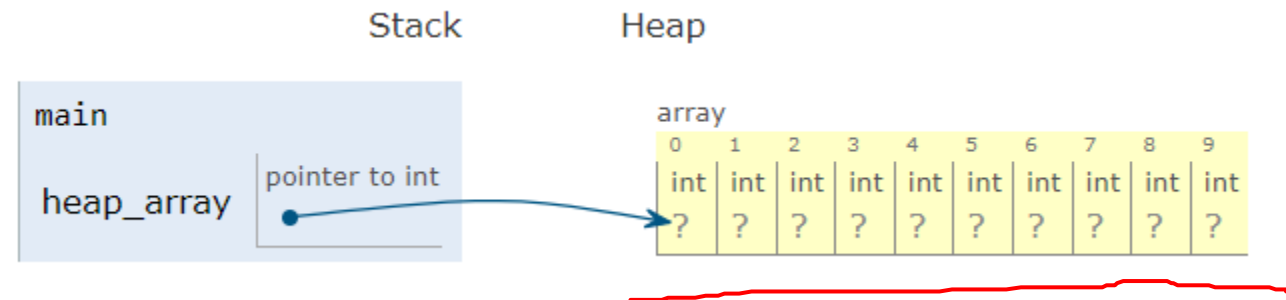 Stack Heap
main
heap_array
pointer to int
array
0 1 2 3 4 5 6 7 8 9
int int int int int int int int int int
? ? ? ? ? ? ? ? ? ?